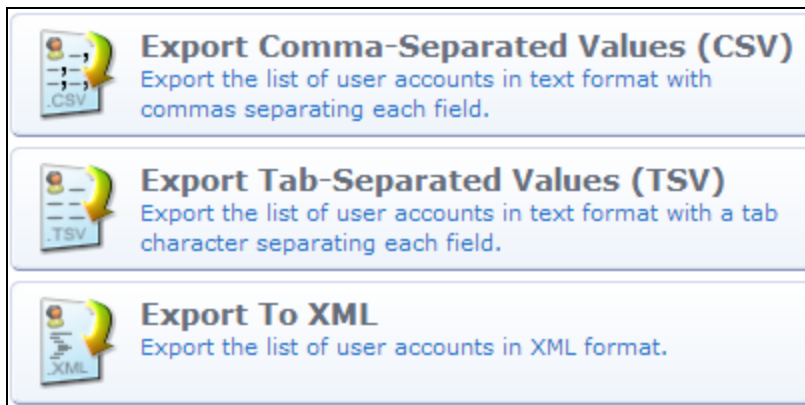 Export Comma-Separated Values (CSV)
Export the list of user accounts in text format with
commas separating each field.
.CSV
Export Tab-Separated Values (TSV)
Export the list of user accounts in text format with a tab
character separating each field.
.TSV
Export To XML
Export the list of user accounts in XML format.
.XML